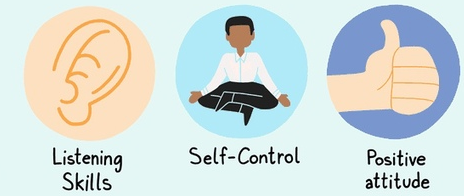 Listening
Skills
Self-Control
Positive
attitude